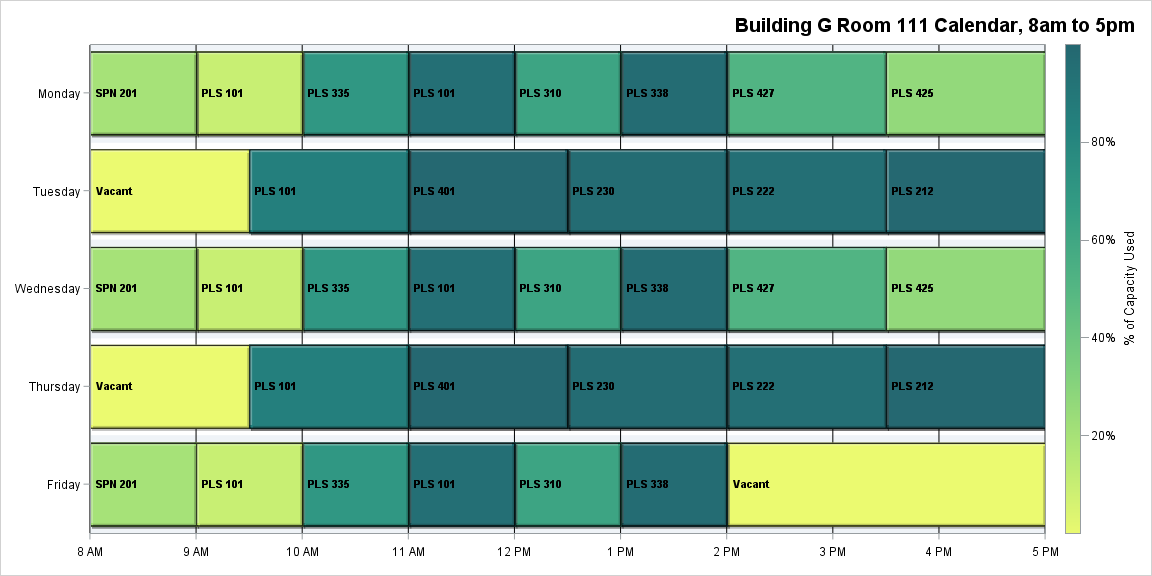 Building G Room 111 Calendar, 8am to 5pm
Monday
SPN 201
PLS 101
PLS 335
PLS 101
PLS 310
PLS 338
PLS 427
PLS 425
Tuesday
Vacant
PLS 101
PLS 401
PLS 230
PLS 222
PLS 212
Wednesday
SPN 201
PLS 101
PLS 335
PLS 101
PLS 310
PLS 338
PLS 427
PLS 425
Thursday
Vacant
PLS 101
PLS 401
PLS 230
PLS 222
PLS 212
Friday
SPN 201
PLS 101
PLS 335
PLS 101
PLS 310
PLS 338
Vacant
8 AM
9 AM
10 AM
11 AM
12 PM
1 PM
2 PM
3 PM
4 PM
5 PM
80%
60%
40%
20%
% of Capacity Used